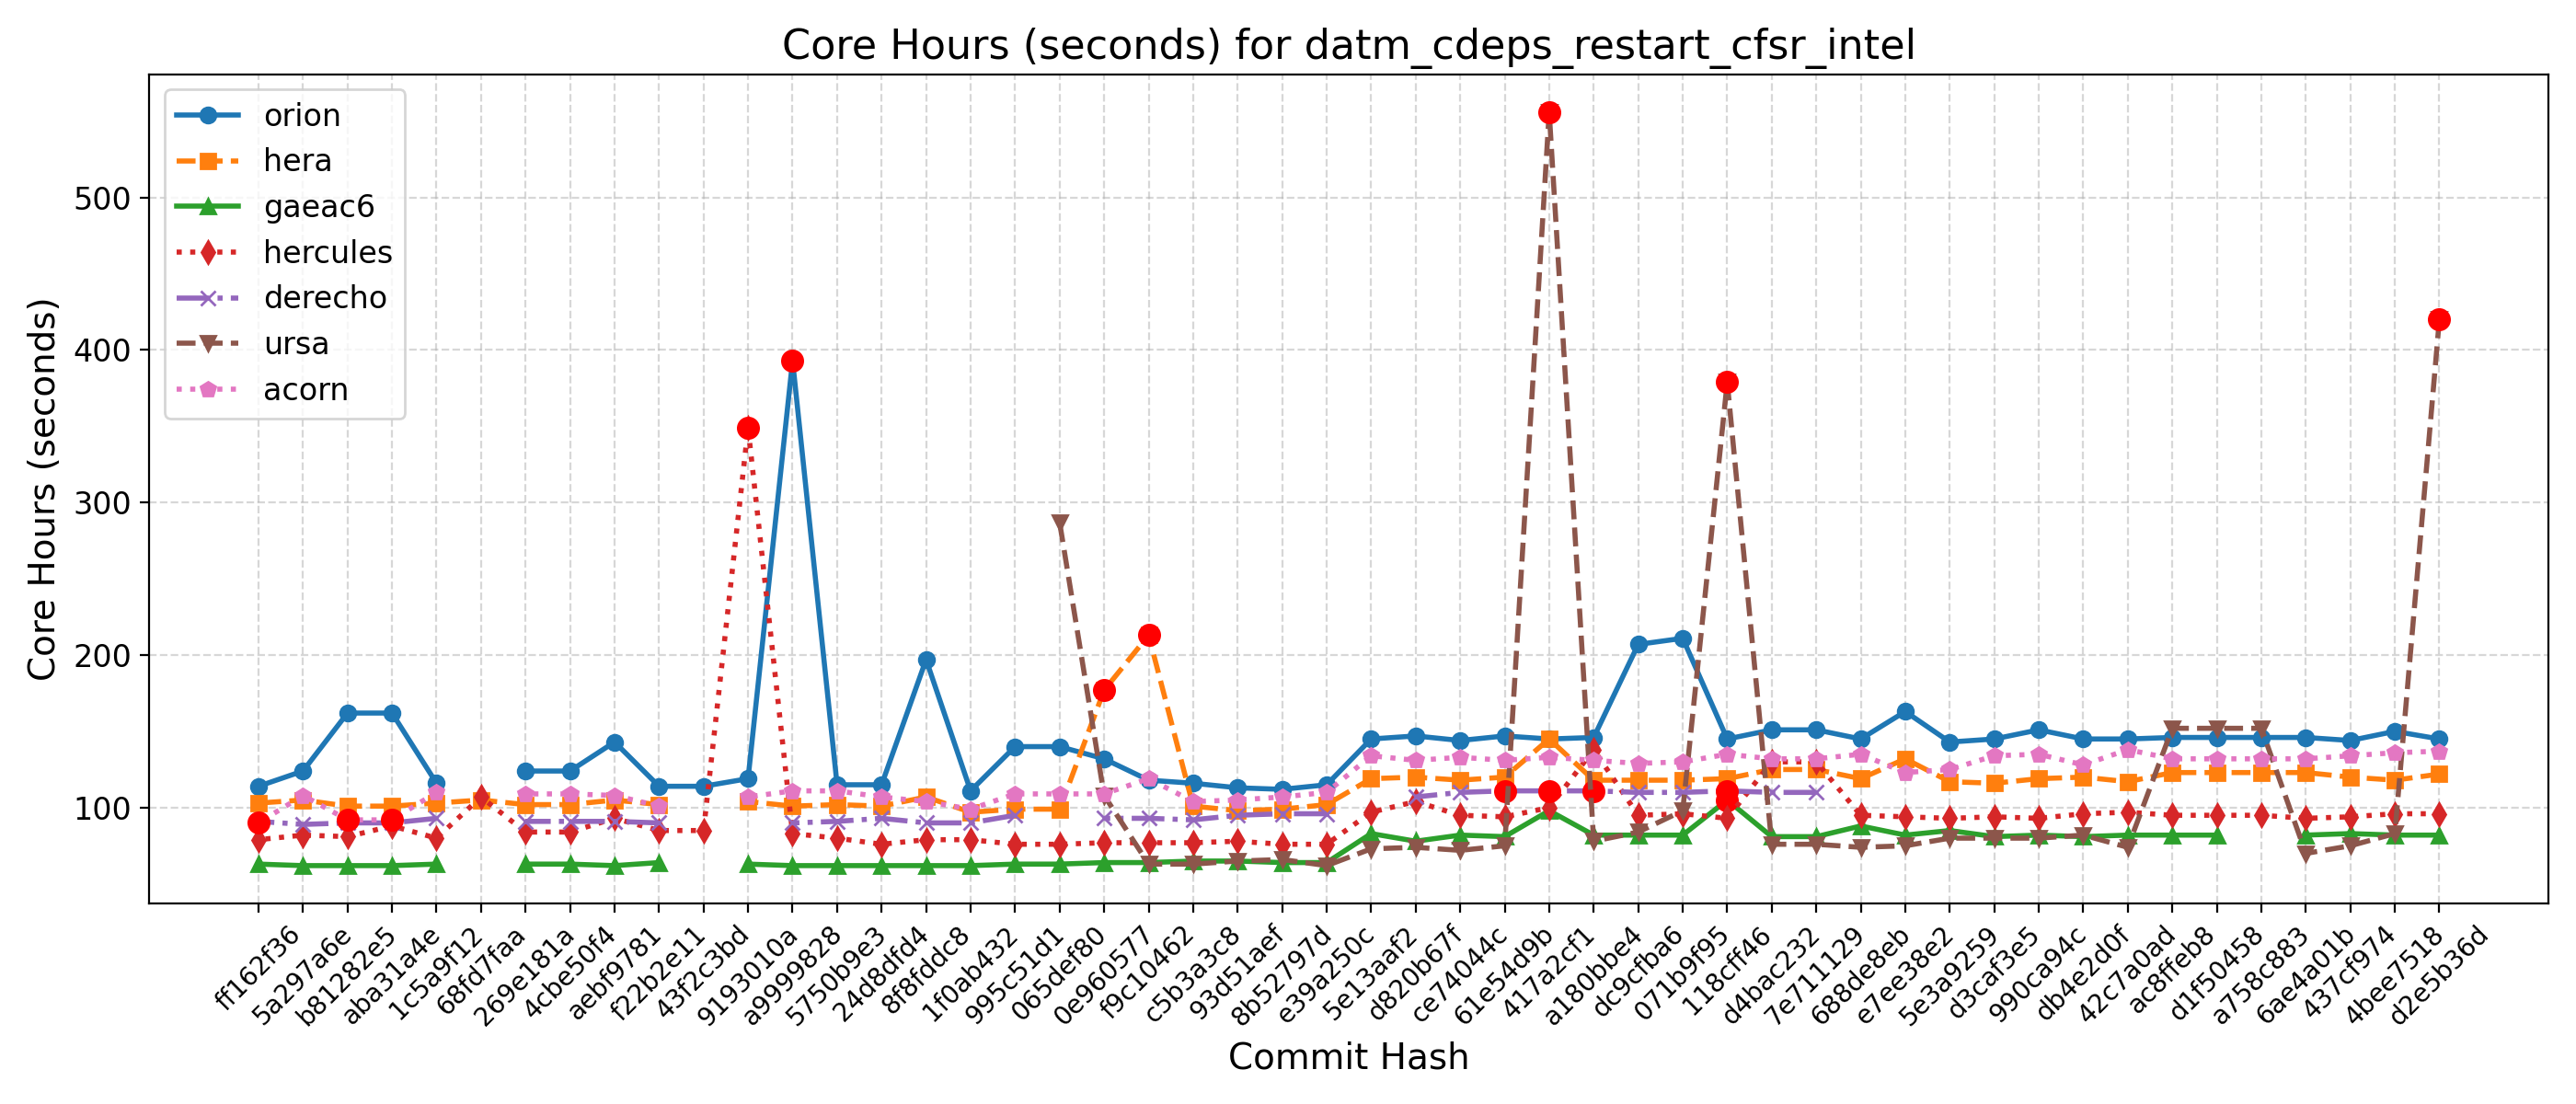 Core Hours (seconds) for datm_cdeps_restart_cfsr_intel
Core Hours (seconds)
500
400
300
200
100
orion
hera
gaeac6
hercules
derecho
ursa
acorn
ff162f36
5a297a6e
b81282e5
aba31a4e
1c5a9f12
68fd7faa
269e181a
4cbe50f4
aebf9781
f22b2e11
43f2c3bd
9193010a
a9999828
5750b9e3
24d8dfd4
8f8fddc8
1f0ab432
995c51d1
065def80
0e960577
f9c10462
c5b3a3c8
93d51aef
8b52797d
e39a250c
5e13aaf2
d820b67f
ce74044c
61e54d9b
417a2cf1
a180bbe4
dc9cfba6
071b9f95
118cff46
d4bac232
7e711129
688de8eb
e7ee38e2
5e3a9259
d3caf3e5
990ca94c
db4e2d0f
42c7a0ad
ac8ffeb8
d1f50458
a758c883
6ae4a01b
437cf974
4bee7518
d2e5b36d
Commit Hash